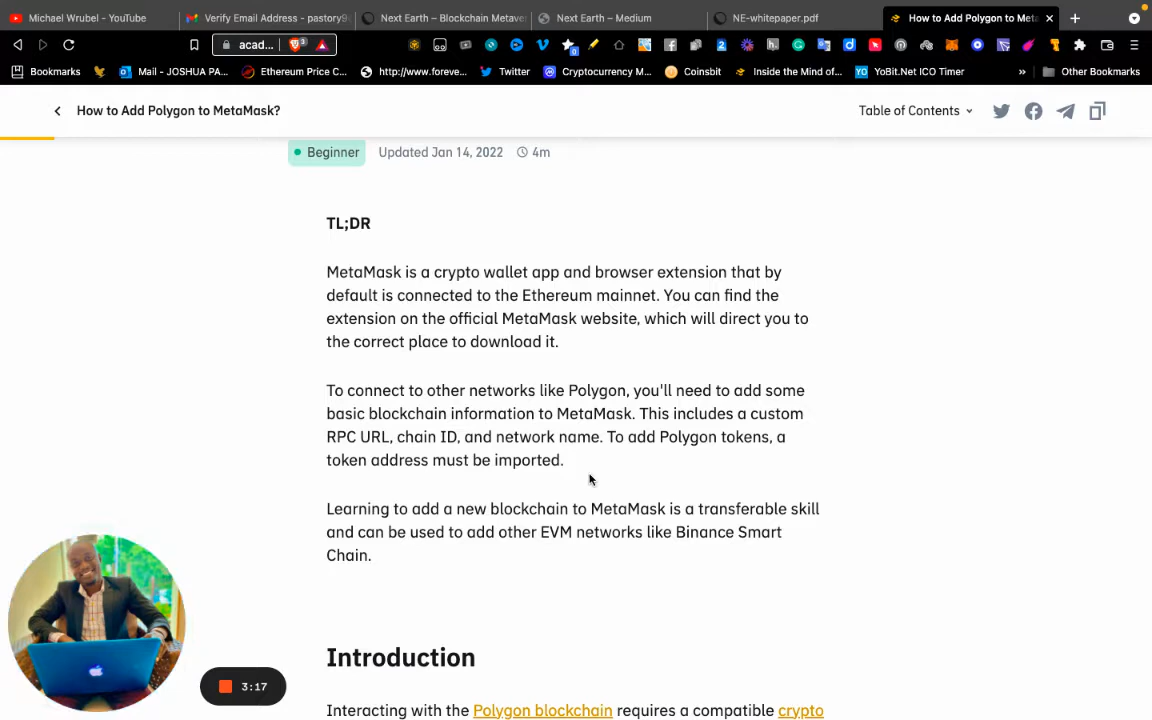 Michael Wrubel - YouTube
Verify Email Address - pastory9
Next Earth – Blockchain Metave
Next Earth – Medium
NE-whitepaper.pdf
How to Add Polygon to Meta
acad...
3
2
0
Bookmarks
Mail - JOSHUA PA...
Ethereum Price C...
http://www.foreve...
Twitter
Cryptocurrency M...
Coinsbit
Inside the Mind of...
YO
YoBit.Net ICO Timer
»
Other Bookmarks
How to Add Polygon to MetaMask?
Table of Contents
Beginner
Updated Jan 14, 2022
4m
TL;DR
MetaMask is a crypto wallet app and browser extension that by
default is connected to the Ethereum mainnet. You can find the
extension on the official MetaMask website, which will direct you to
the correct place to download it.
To connect to other networks like Polygon, you'll need to add some
basic blockchain information to MetaMask. This includes a custom
RPC URL, chain ID, and network name. To add Polygon tokens, a
token address must be imported.
Learning to add a new blockchain to MetaMask is a transferable skill
and can be used to add other EVM networks like Binance Smart
Chain.
Introduction
Interacting with the Polygon blockchain requires a compatible crypto
3:17